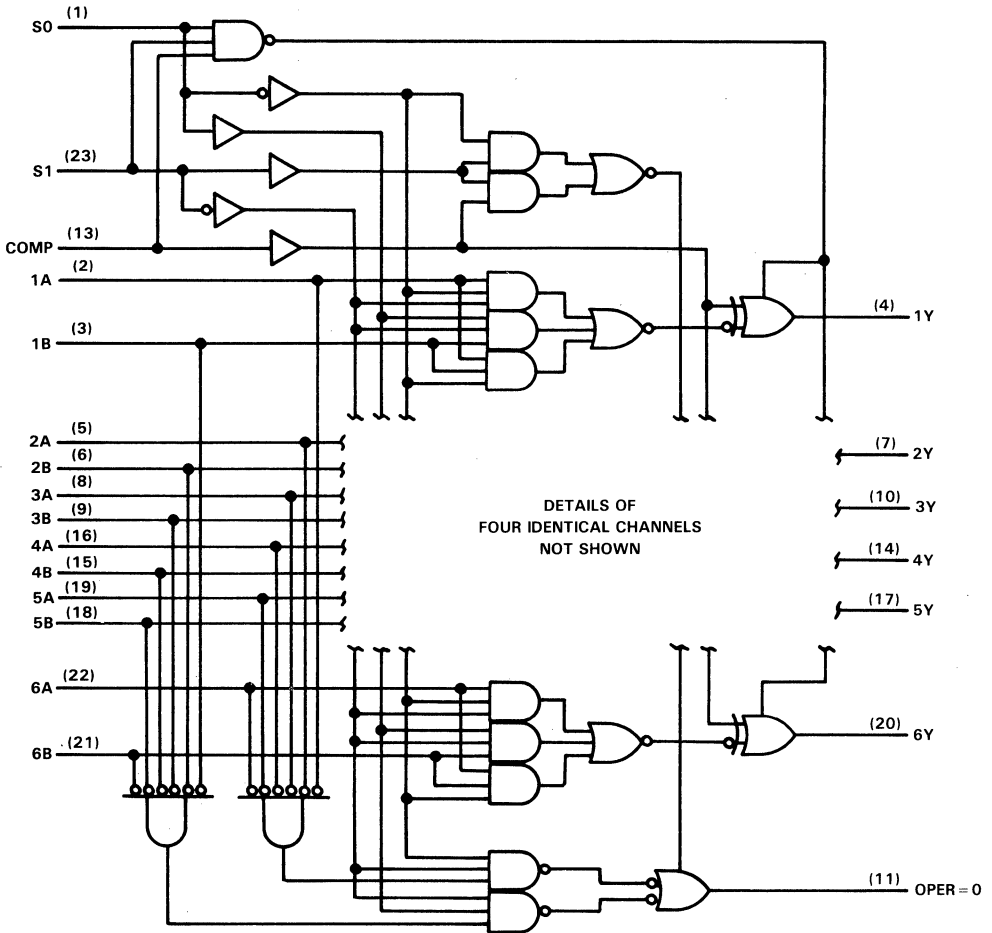 S0 (1)
S1 (23)
COMP (13)
1A (2)
(4) 1Y
1B (3)
2A (5)
(7) 2Y
2B (6)
3A (8)
DETAILS OF
FOUR IDENTICAL CHANNELS
NOT SHOWN
(10) 3Y
3B (9)
4A (16)
(14) 4Y
4B (15)
5A (19)
(17) 5Y
5B (18)
6A (22)
(20) 6Y
6B (21)
(11) OPER = 0